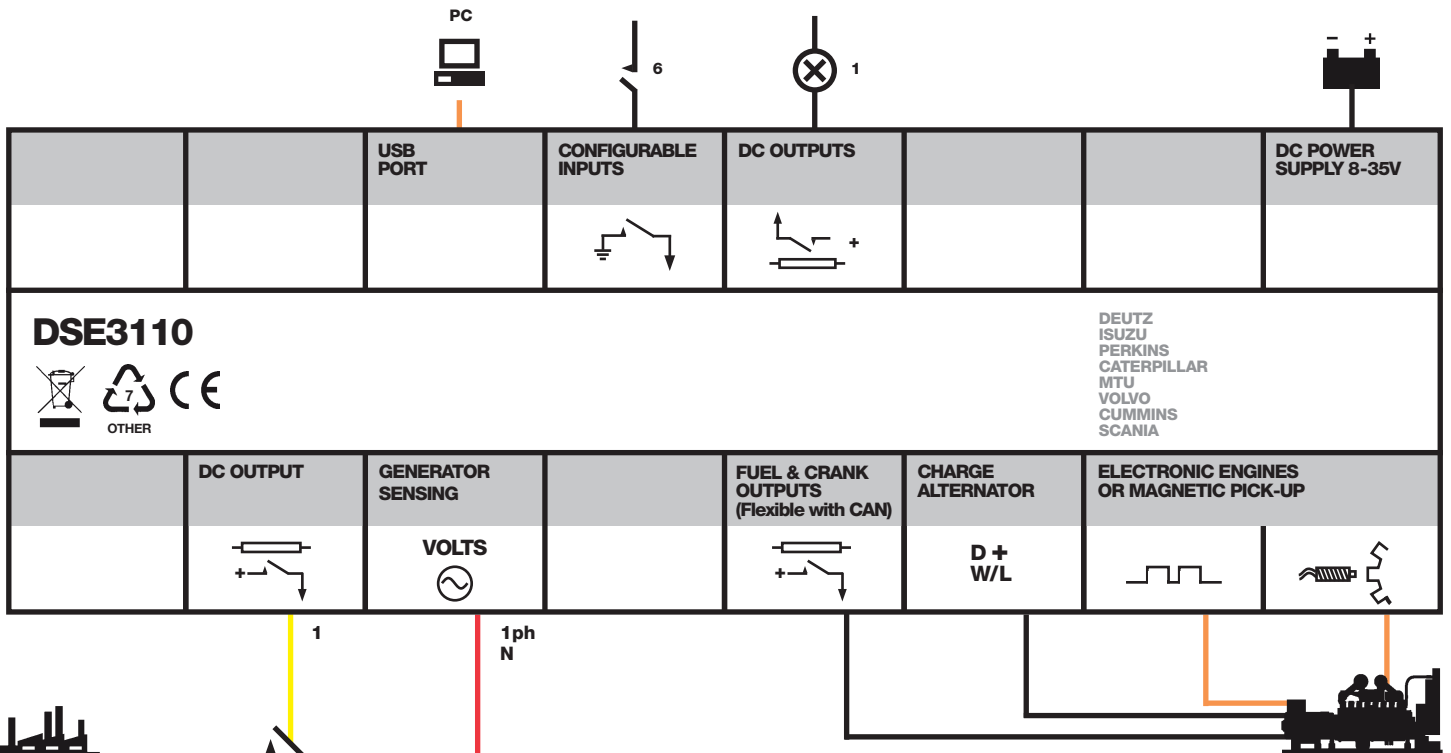 PC
6
1
- +
USB
PORT
CONFIGURABLE
INPUTS
DC OUTPUTS
DC POWER
SUPPLY 8-35V
+
DSE3110
7
OTHER
CE
DEUTZ
ISUZU
PERKINS
CATERPILLAR
MTU
VOLVO
CUMMINS
SCANIA
DC OUTPUT
GENERATOR
SENSING
FUEL & CRANK
OUTPUTS
(Flexible with CAN)
CHARGE
ALTERNATOR
ELECTRONIC ENGINES
OR MAGNETIC PICK-UP
+
VOLTS
+
D +
W/L
1
1ph
N